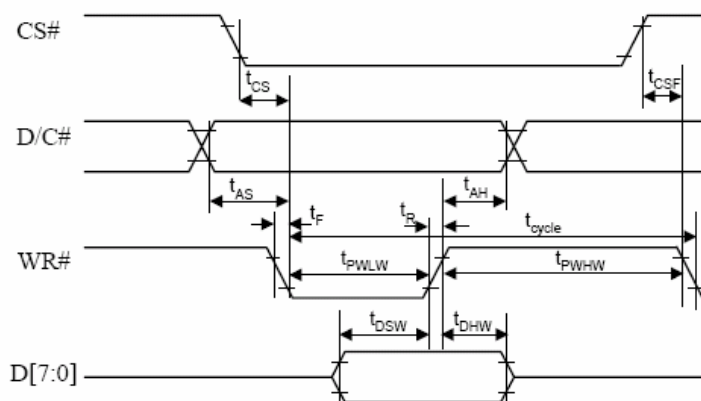 CS#
tCS
tCSF
D/C#
tAS
tF
tR
tAH
tcycle
WR#
tPWLW
tPWHW
tDSW
tDHW
D[7:0]